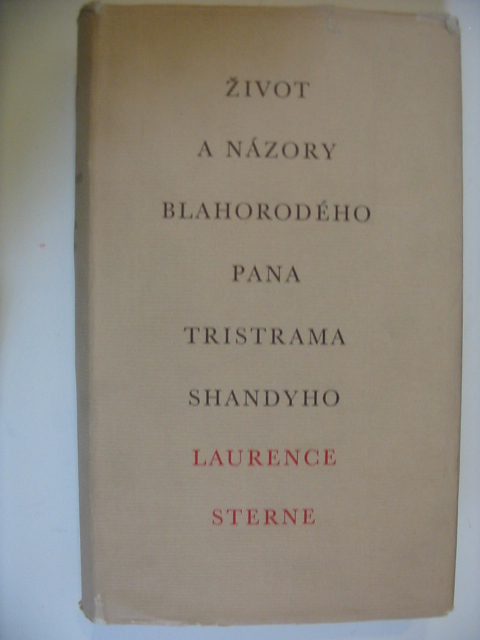 ŽIVOT
A NÁZORY
BLAHORODÉHO
PANA
TRISTRAMA
SHANDYHO
LAURENCE
STERNE